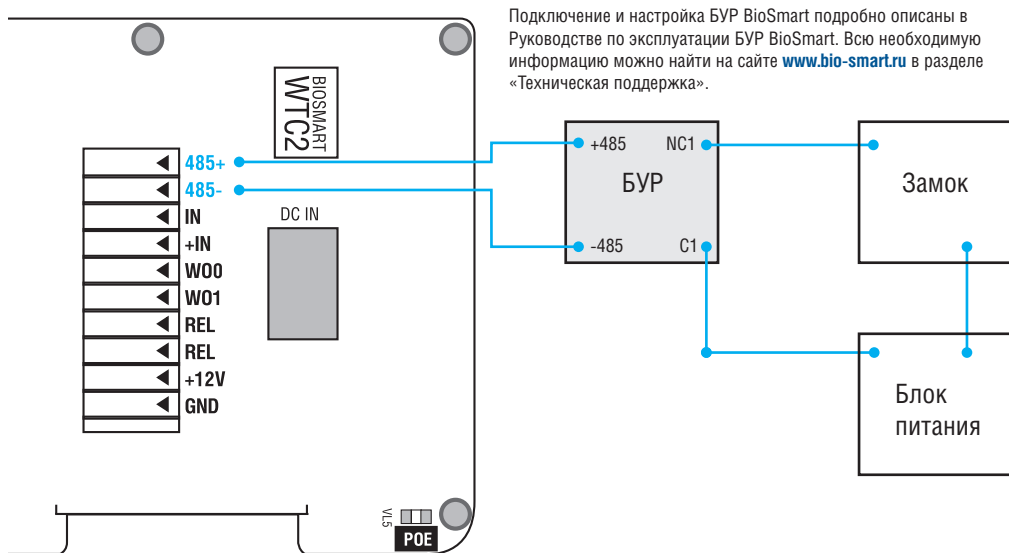 Подключение и настройка БУР BioSmart подробно описаны в
Руководстве по эксплуатации БУР BioSmart. Всю необходимую
информацию можно найти на сайте www.bio-smart.ru в разделе
«Техническая поддержка».
BIOSMART
WTC2
485+
485-
IN
+IN
WO0
WO1
REL
REL
+12V
GND
DC IN
+485
NC1
БУР
-485
C1
Замок
Блок
питания
VL5
POE